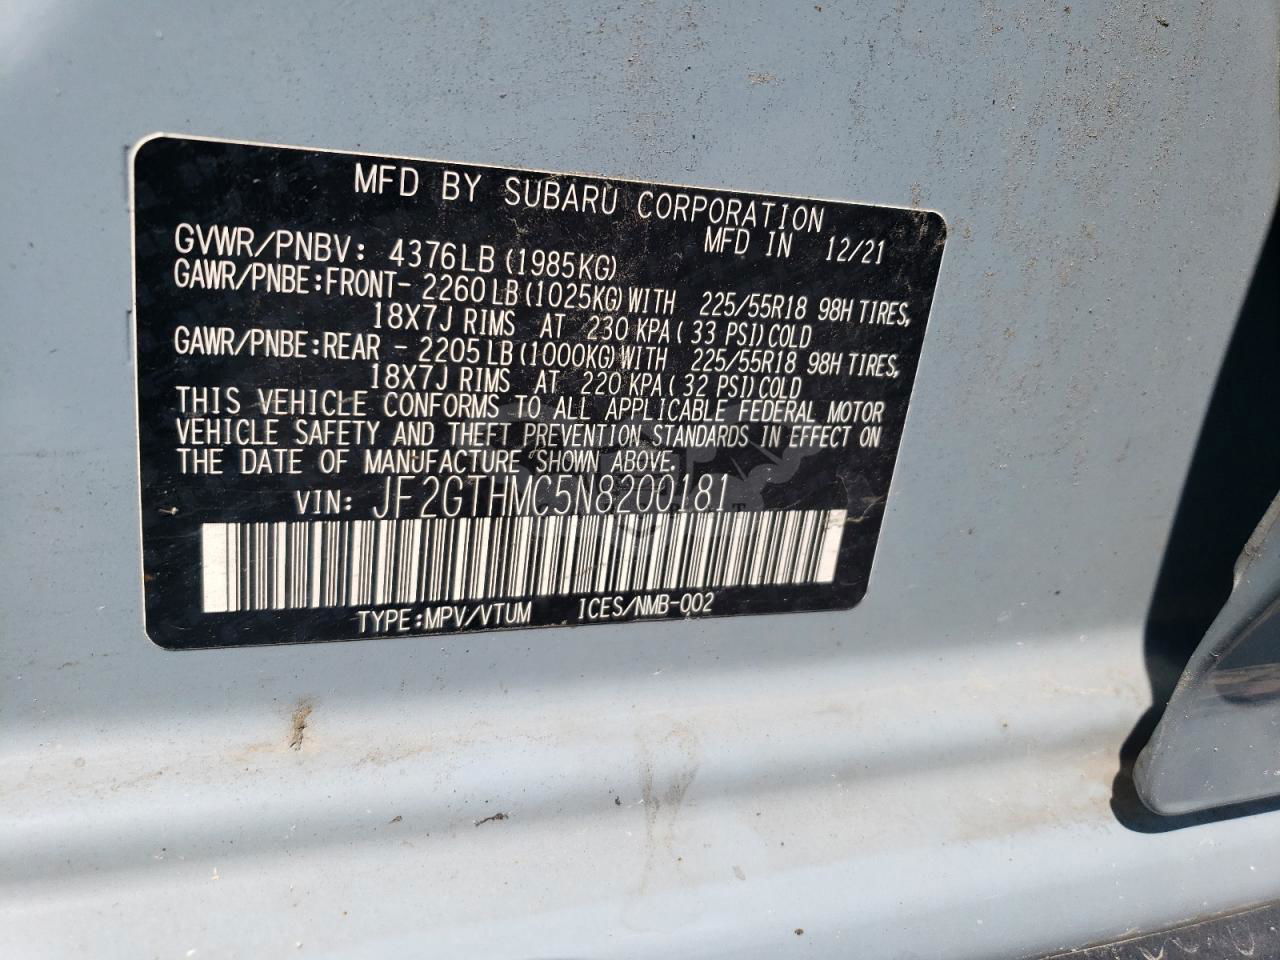 MFD BY SUBARU CORPORATION
MFD IN 12/21
GVWR/PNBV: 4376LB (1985KG)
GAWR/PNBE:FRONT- 2260LB (1025KG) WITH 225/55R18 98H TIRES,
18X7J RIMS AT 230 KPA( 33 PSI) COLD
GAWR/PNBE:REAR - 2205LB (1000KG) WITH 225/55R18 98H TIRES,
18X7J RIMS AT 220 KPA( 32 PSI) COLD
THIS VEHICLE CONFORMS TO ALL APPLICABLE FEDERAL MOTOR
VEHICLE SAFETY AND THEFT PREVENTION STANDARDS IN EFFECT ON
THE DATE OF MANUFACTURE SHOWN ABOVE.
VIN: JF2GTHMC5N8200181
TYPE:MPV/VTUM ICES/NMB-002